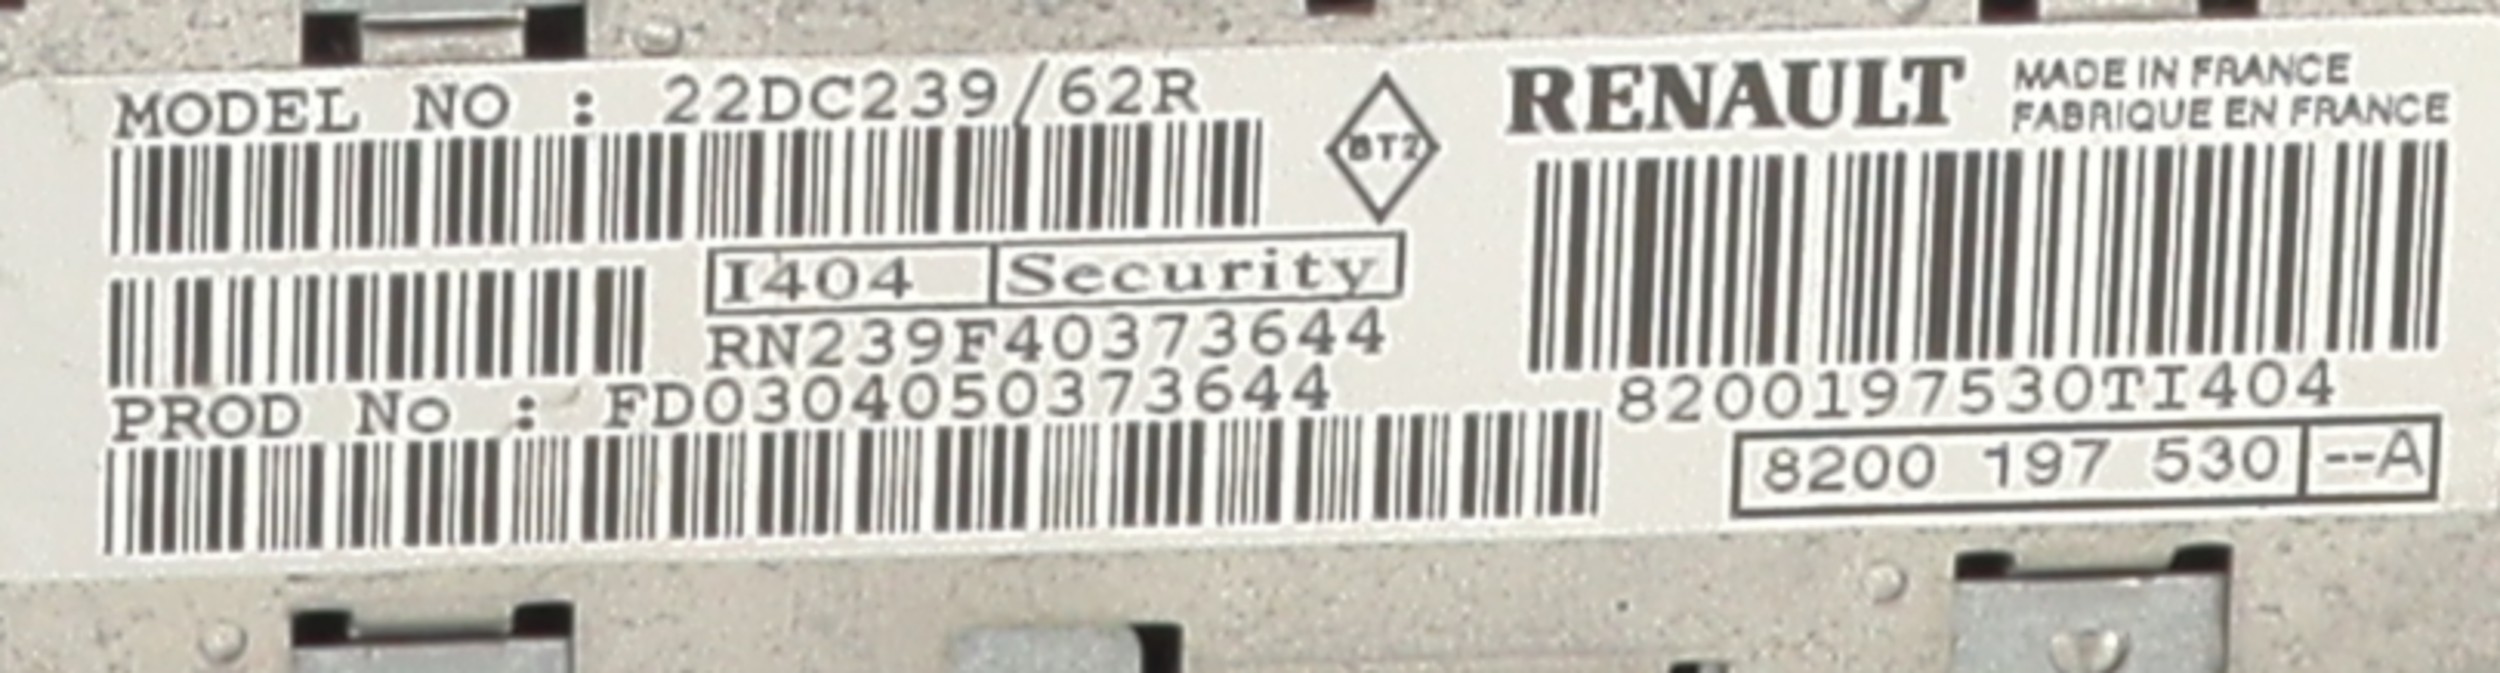 MODEL NO : 22DC239/62R
BT2
RENAULT
MADE IN FRANCE
FABRIQUE EN FRANCE
I404 Security
RN239F40373644
PROD No : FD0304050373644
8200197530TI404
8200 197 530 --A